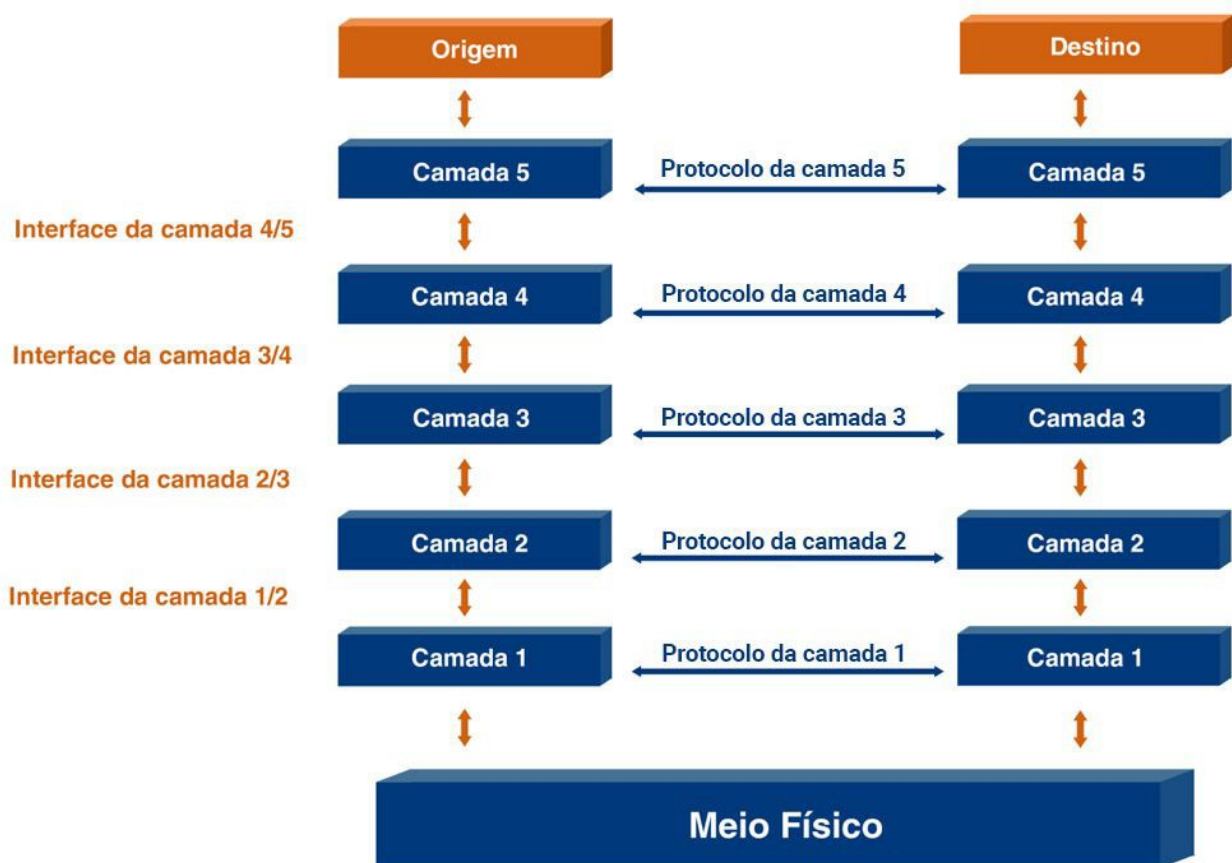 Origem
Destino
Camada 5
Protocolo da camada 5
Camada 5
Interface da camada 4/5
Camada 4
Protocolo da camada 4
Camada 4
Interface da camada 3/4
Camada 3
Protocolo da camada 3
Camada 3
Interface da camada 2/3
Camada 2
Protocolo da camada 2
Camada 2
Interface da camada 1/2
Camada 1
Protocolo da camada 1
Camada 1
Meio Físico